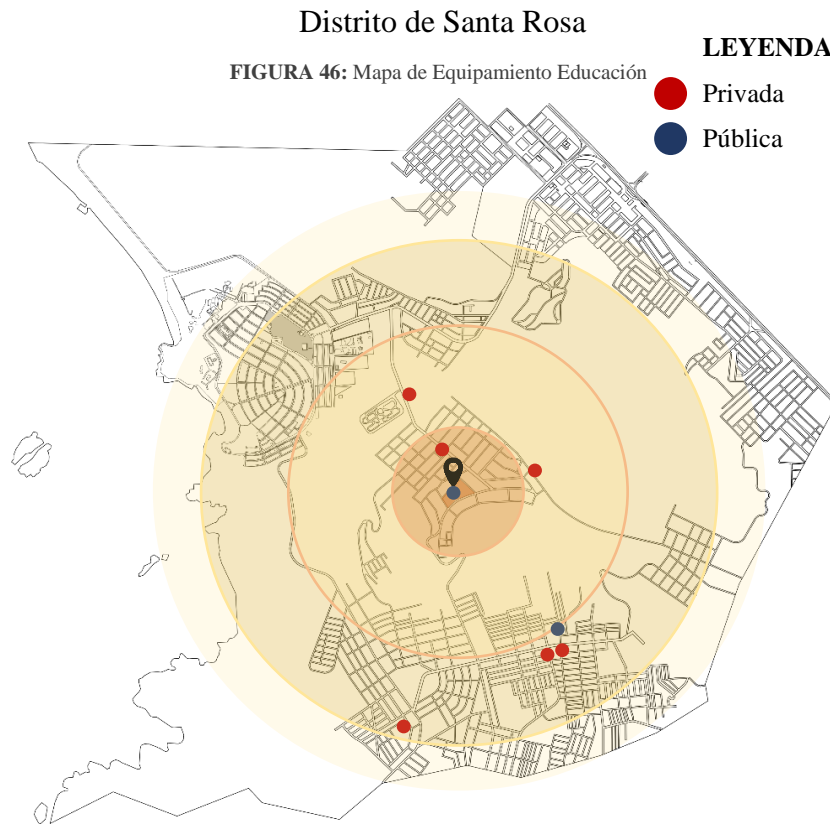 Distrito de Santa Rosa
FIGURA 46: Mapa de Equipamiento Educación
LEYENDA
Privada
Pública